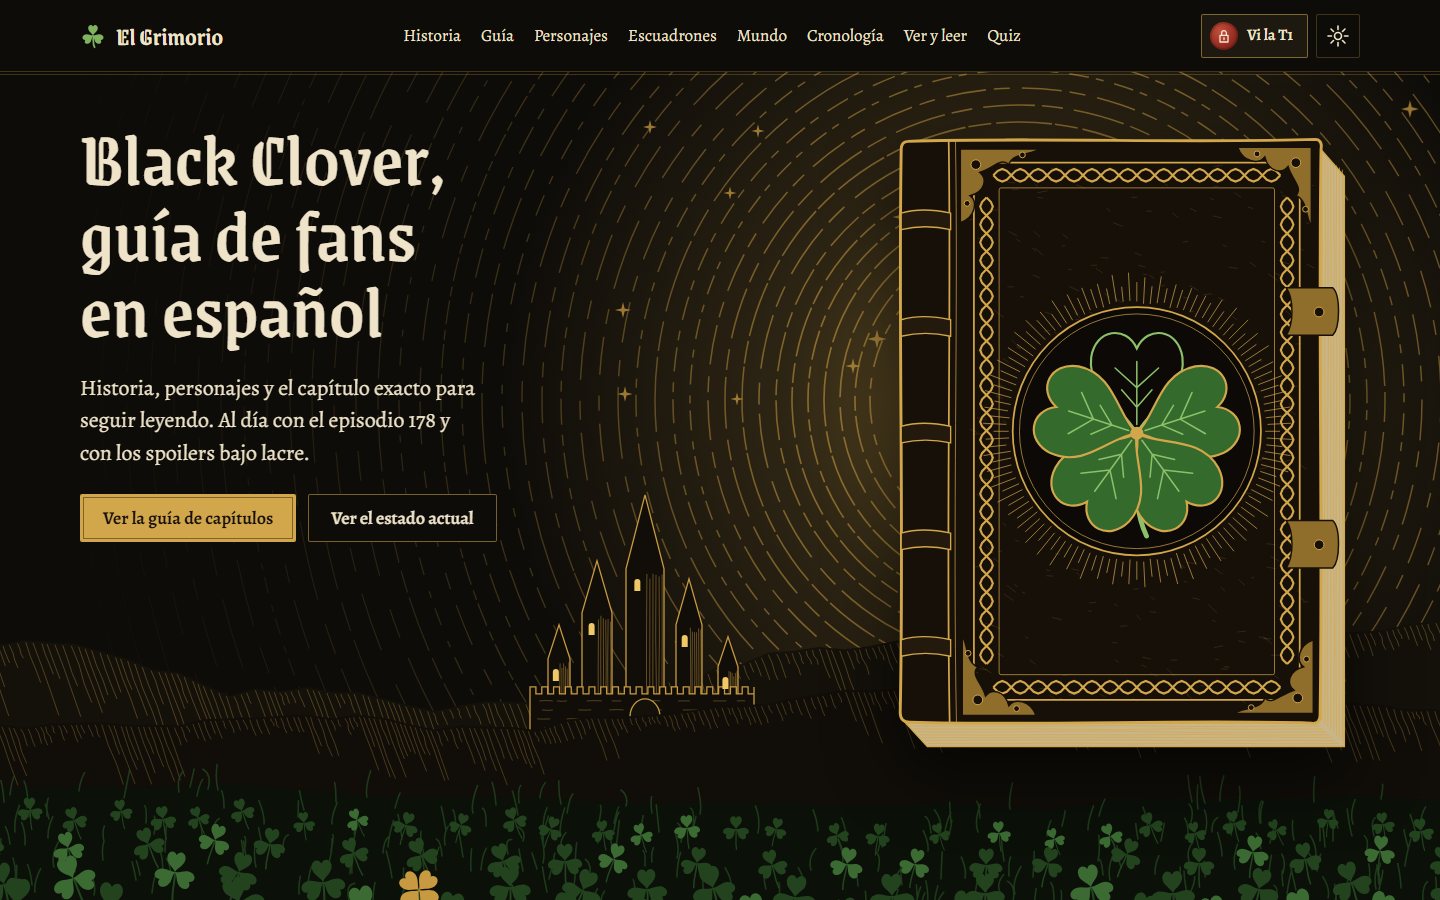 El Grimorio
Historia
Guía
Personajes
Escuadrones
Mundo
Cronología
Ver y leer
Quiz
Vi la T1
Black Clover,
guía de fans
en español
Historia, personajes y el capítulo exacto para
seguir leyendo. Al día con el episodio 178 y
con los spoilers bajo lacre.
Ver la guía de capítulos
Ver el estado actual